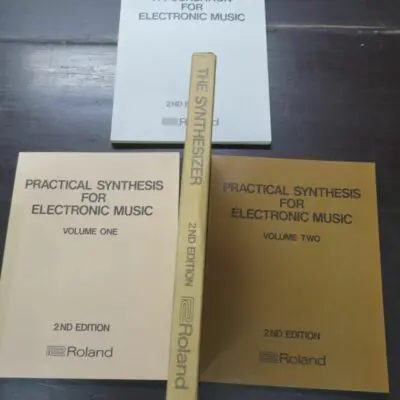 A FOUNDATION
FOR
ELECTRONIC MUSIC
2ND
Roland
THE SYNTHESIZER
2ND EDITION
Roland
PRACTICAL SYNTHESIS
FOR
ELECTRONIC MUSIC
VOLUME ONE
2ND EDITION
Roland
PRACTICAL SYNTHESIS
FOR
ELECTRONIC MUSIC
VOLUME TWO
2ND EDITION
Roland